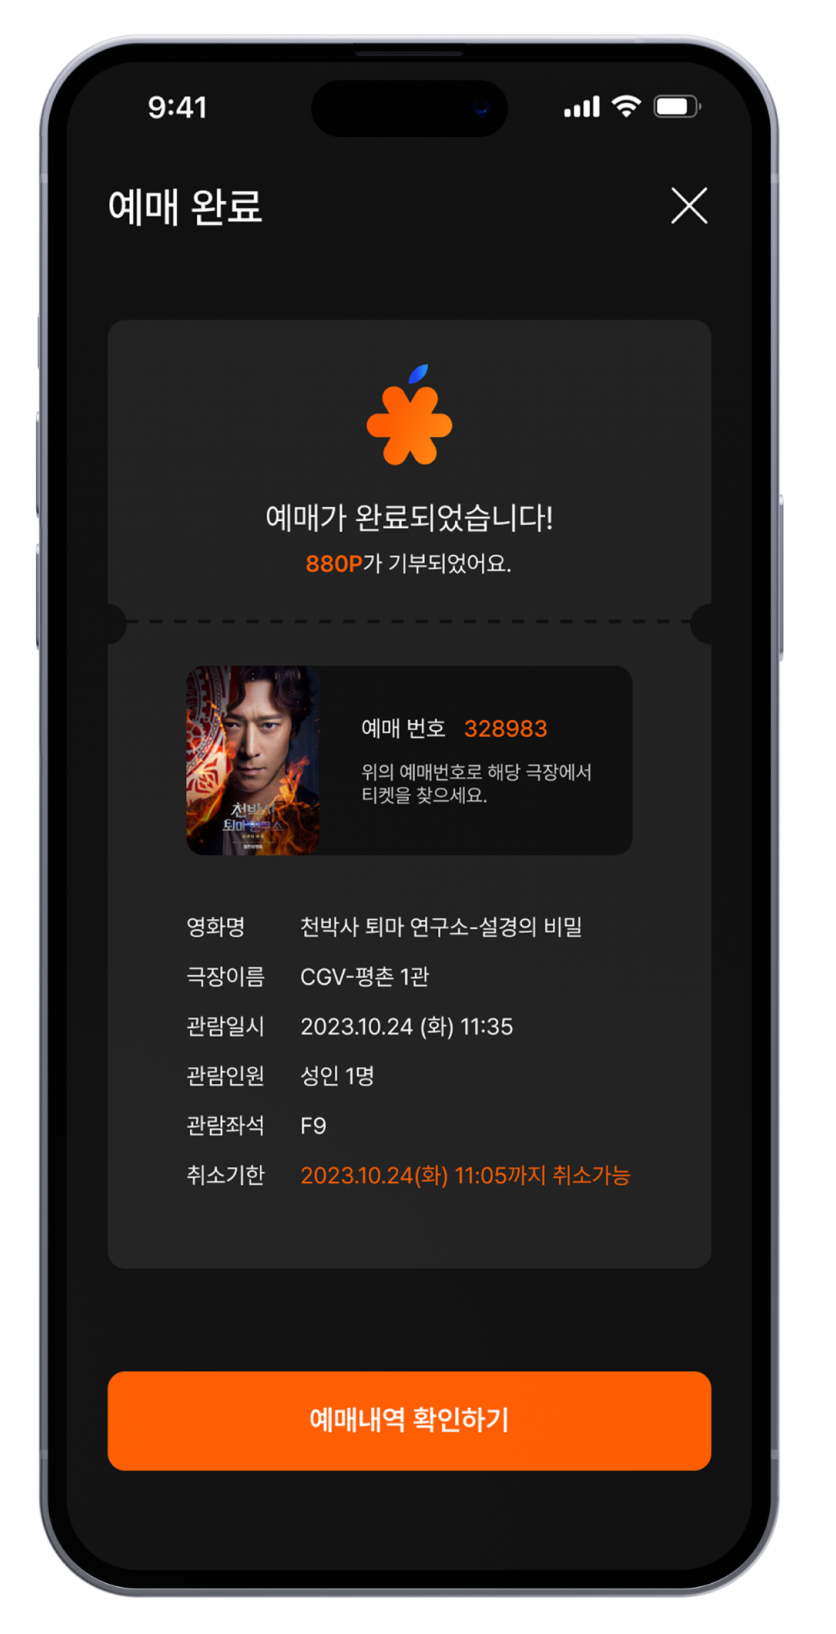 9:41
예매 완료
예매가 완료되었습니다!
880P가 기부되었어요.
천박사
퇴마 연구소
예매 번호 328983
위의 예매번호로 해당 극장에서
티켓을 찾으세요.
영화명 천박사 퇴마 연구소-설경의 비밀
극장이름 CGV-평촌 1관
관람일시 2023.10.24 (화) 11:35
관람인원 성인 1명
관람좌석 F9
취소기한 2023.10.24(화) 11:05까지 취소가능
예매내역 확인하기